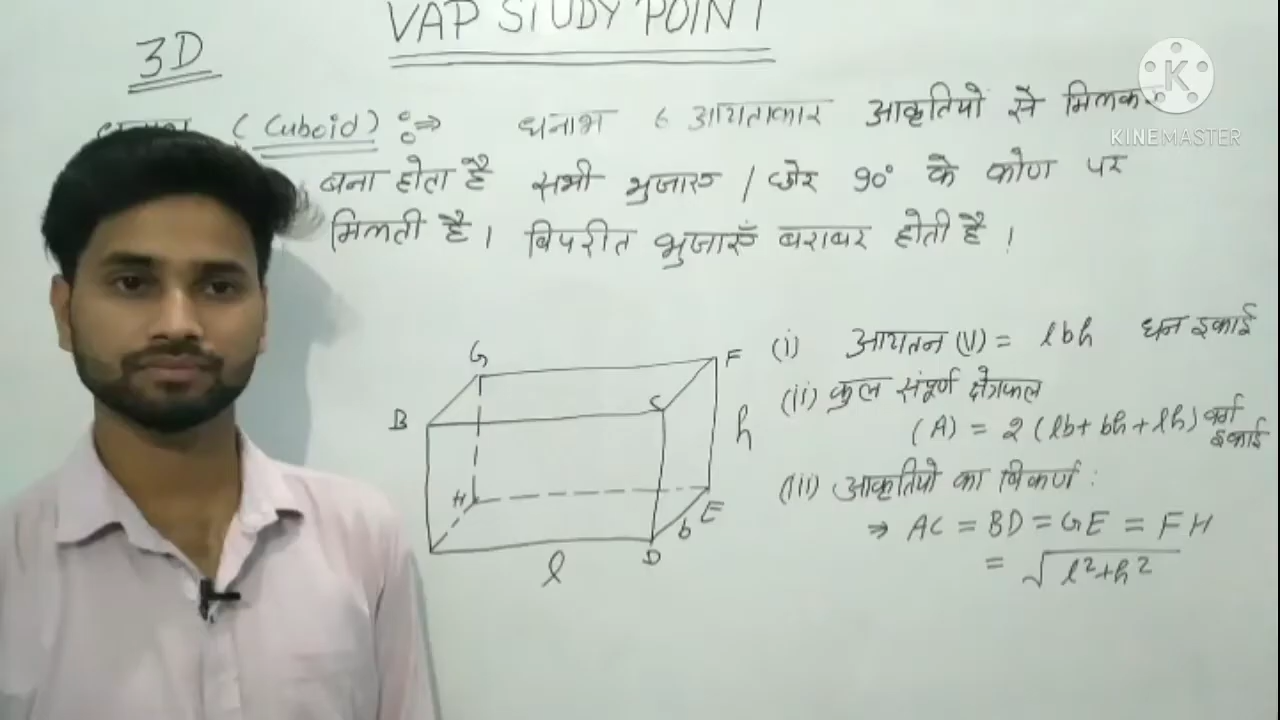 VAP STUDY POINT
3D
(Cuboid) :⇒ घनाभ 6 आयताकार आकृतियों से मिलकर
बना होता है सभी भुजाए / छोर 90° के कोण पर
मिलती है। विपरीत भुजाएँ बराबर होती है।
(i) आयतन (V) = lbh घन इकाई
(ii) कुल संपूर्ण क्षेत्रफल
(A) = 2 (lb + bh + lh) वर्ग इकाई
(iii) आकृतियो का विकर्ण :
⇒ AC = BD = GE = FH
= √l²+h²
G
F
B
C
h
H
E
b
D
l
KINEMASTER